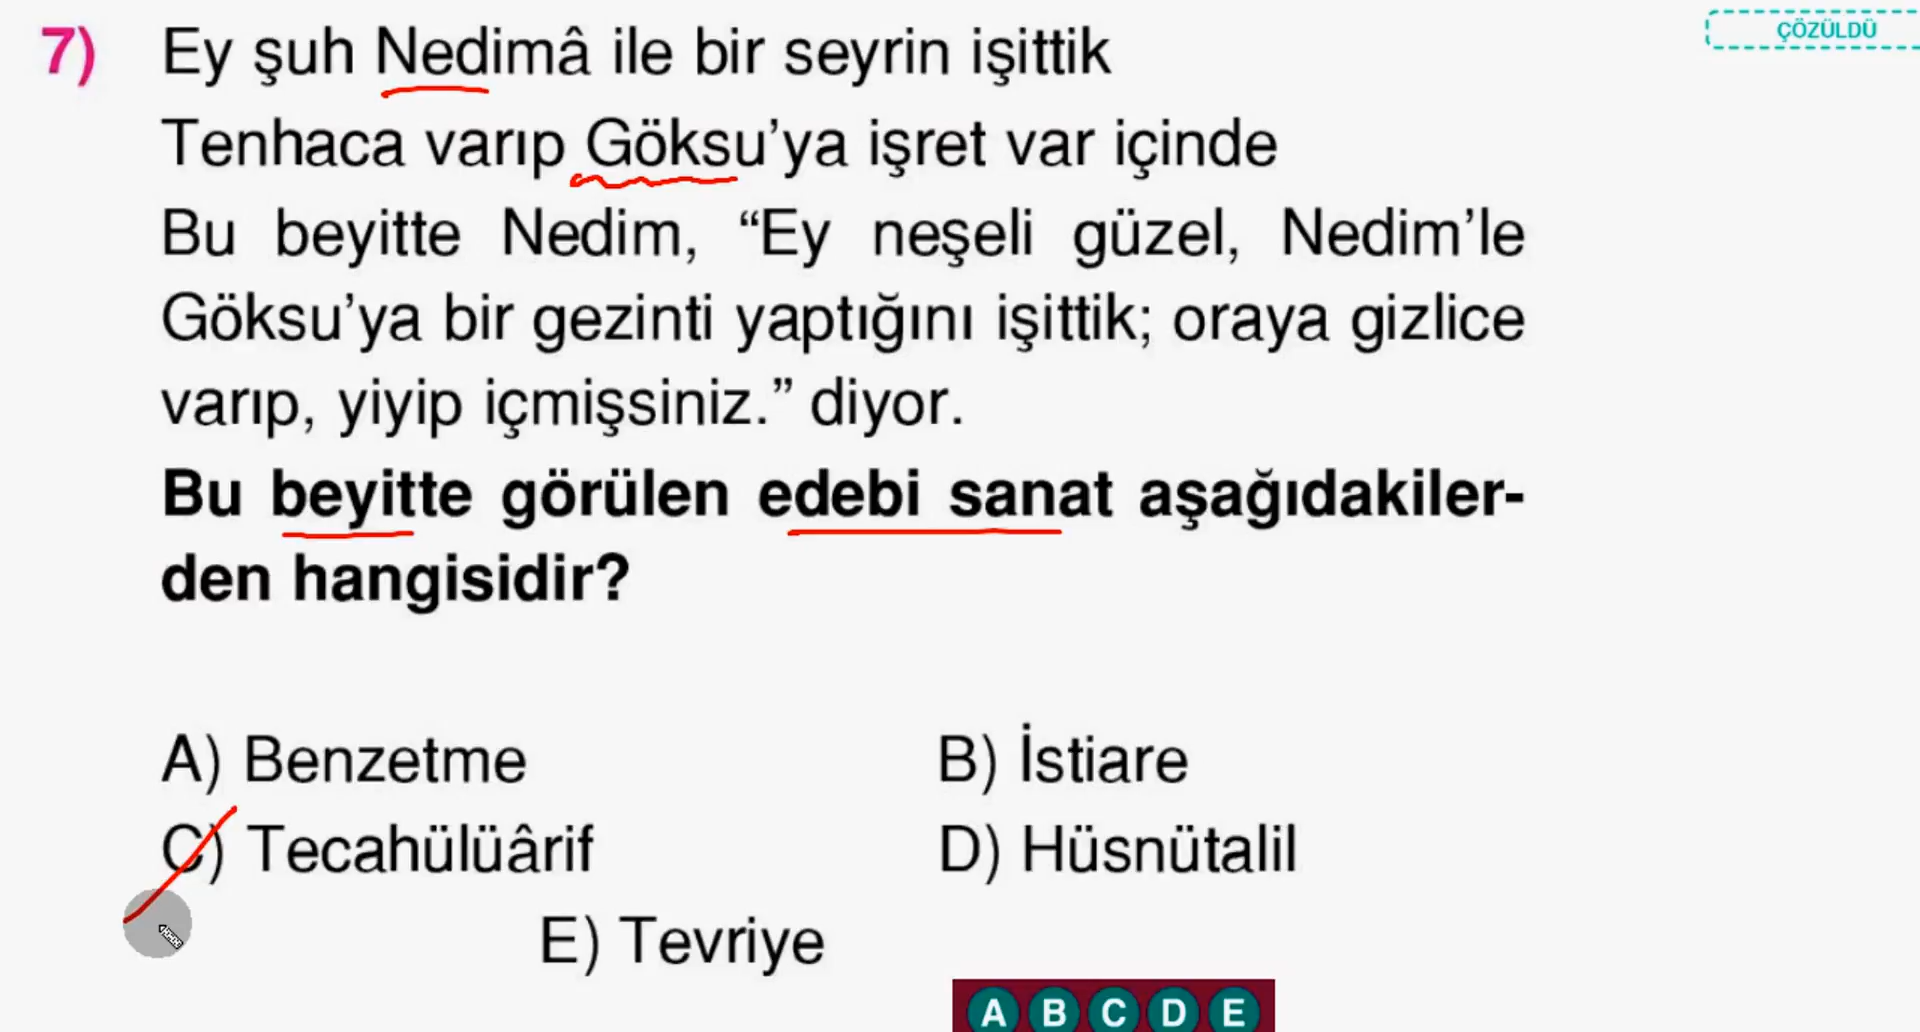 ÇÖZÜLDÜ
7) Ey şuh Nedimâ ile bir seyrin işittik
Tenhaca varıp Göksu’ya işret var içinde
Bu beyitte Nedim, “Ey neşeli güzel, Nedim’le
Göksu’ya bir gezinti yaptığını işittik; oraya gizlice
varıp, yiyip içmişsiniz.” diyor.
Bu beyitte görülen edebi sanat aşağıdakiler-
den hangisidir?
A) Benzetme B) İstiare
C) Tecahülüârif D) Hüsnütalil
E) Tevriye
A B C D E